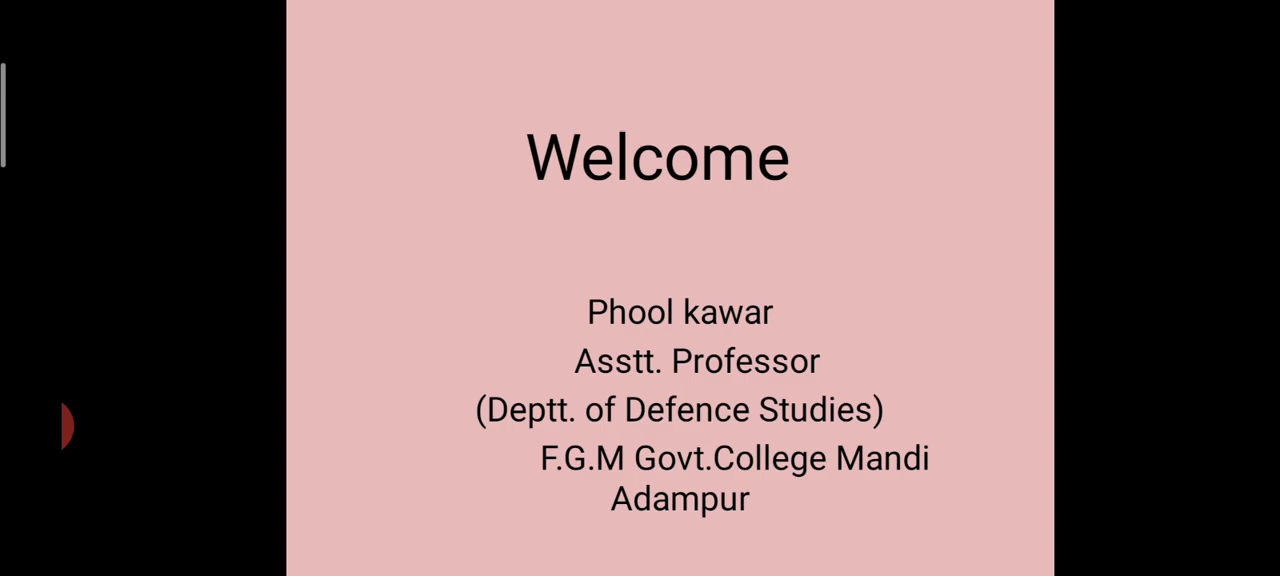 Welcome
Phool kawar
Asstt. Professor
(Deptt. of Defence Studies)
F.G.M Govt.College Mandi
Adampur